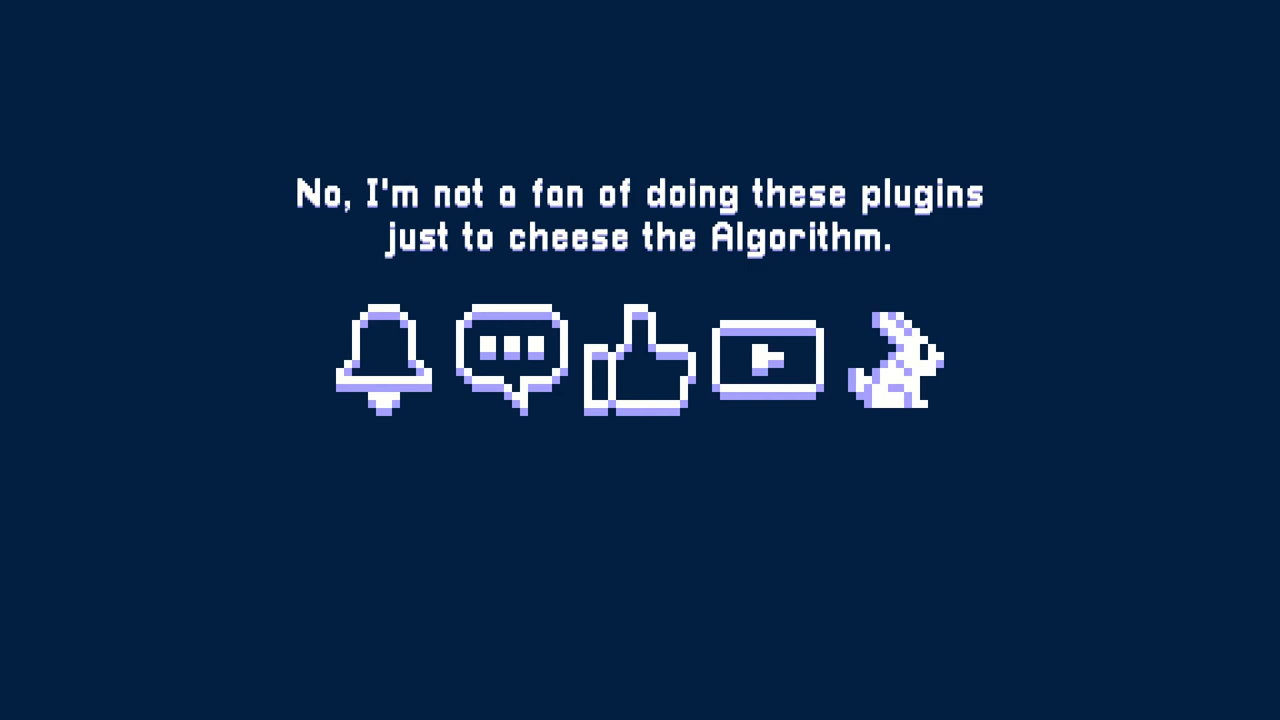 No, I'm not a fan of doing these plugins
just to cheese the Algorithm.